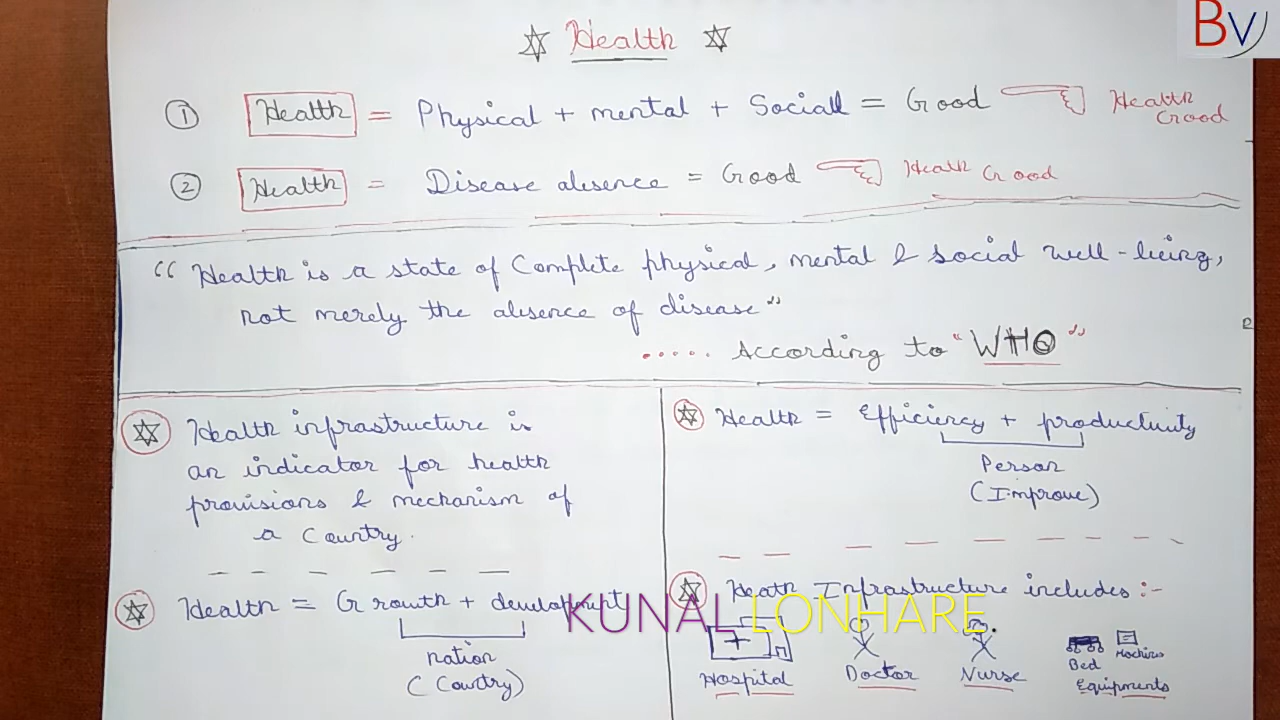 BV
Health
① Health = Physical + mental + Social = Good Health Good
② Health = Disease absence = Good Health Good
"Health is a state of Complete physical, mental & social well-being,
not merely the absence of disease"
..... According to "WHO"
Health infrastructure is
an indicator for health
provisions & mechanism of
a Country.
Health = Growth + development
nation
(Country)
Health = Efficiency + productivity
Person
(Improve)
Heath Infrastructure includes :-
KUNAL LONHARE.
Hospital
Doctor
Nurse
Bed
Machines
Equipments